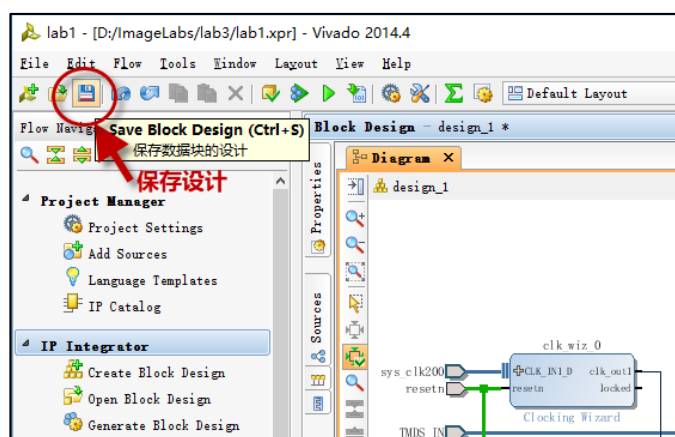 lab1 - [D:/ImageLabs/lab3/lab1.xpr] - Vivado 2014.4
File Edit Flow Tools Window Layout View Help
Default Layout
Flow Navig
Save Block Design (Ctrl+S)
保存数据块的设计
保存设计
Block Design - design_1 *
Diagram
design_1
Project Manager
Project Settings
Add Sources
Language Templates
IP Catalog
IP Integrator
Create Block Design
Open Block Design
Generate Block Design
Properties
Sources
clk_wiz_0
sys_clk200
CLK_IN1_D clk_out1
resetn
resetn locked
Clocking Wizard
TMDS_IN